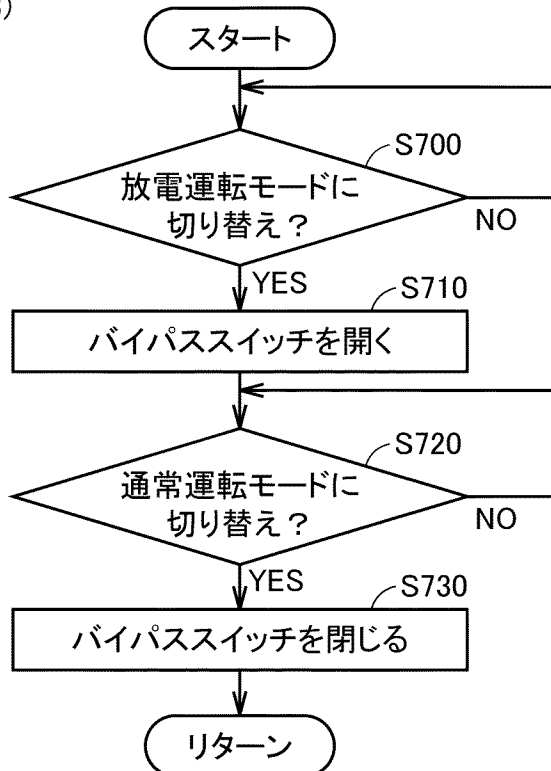 スタート
S700
放電運転モードに
切り替え？
NO
YES
S710
バイパススイッチを開く
S720
通常運転モードに
切り替え？
NO
YES
S730
バイパススイッチを閉じる
リターン